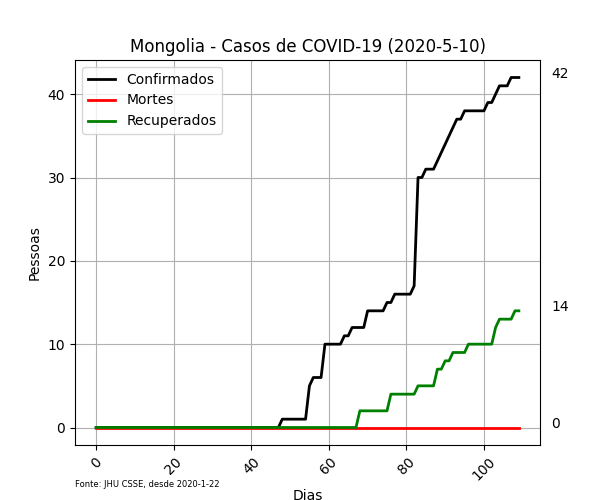 Mongolia - Casos de COVID-19 (2020-5-10)
Confirmados
Mortes
Recuperados
42
14
0
40
30
20
10
0
Pessoas
0
20
40
60
80
100
Dias
Fonte: JHU CSSE, desde 2020-1-22